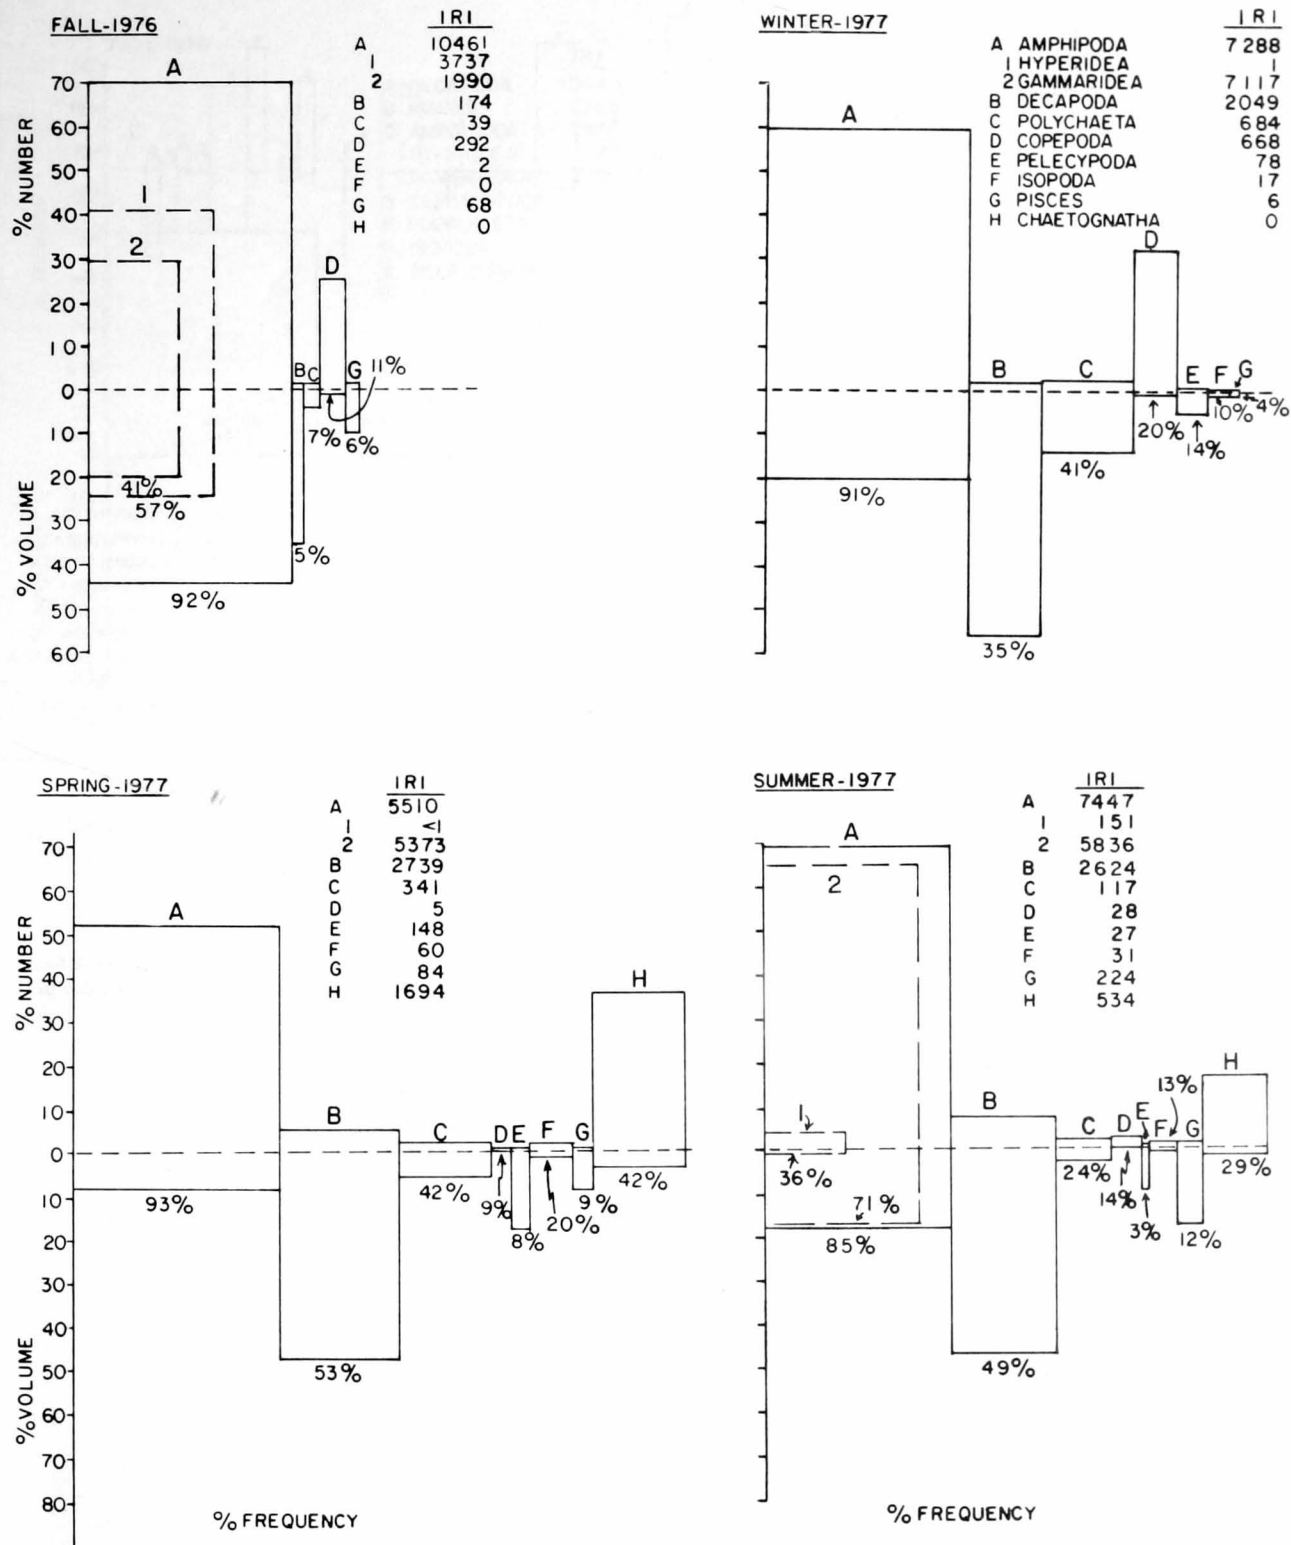 FALL-1976
IRI
A 10461
1 3737
2 1990
B 174
C 39
D 292
E 2
F 0
G 68
H 0
70
60
50
40
30
20
10
0
10
20
30
40
50
60
% NUMBER
% VOLUME
A
1
2
B
C
D
G
11%
7%
6%
41%
57%
5%
92%
WINTER-1977
IRI
A AMPHIPODA 7288
1 HYPERIDEA 1
2 GAMMARIDEA 7117
B DECAPODA 2049
C POLYCHAETA 684
D COPEPODA 668
E PELECYPODA 78
F ISOPODA 17
G PISCES 6
H CHAETOGNATHA 0
A
B
C
D
E
F
G
4%
10%
20%
14%
41%
91%
35%
SPRING-1977
IRI
A 5510
1 <1
2 5373
B 2739
C 341
D 5
E 148
F 60
G 84
H 1694
70
60
50
40
30
20
10
0
10
20
30
40
50
60
70
80
% NUMBER
% VOLUME
A
B
C
D
E
F
G
H
93%
42%
9%
8%
20%
9%
42%
53%
% FREQUENCY
SUMMER-1977
IRI
A 7447
1 151
2 5836
B 2624
C 117
D 28
E 27
F 31
G 224
H 534
A
2
1
B
C
D
E
F
13%
G
H
36%
24%
29%
71%
14%
3%
12%
85%
49%
% FREQUENCY